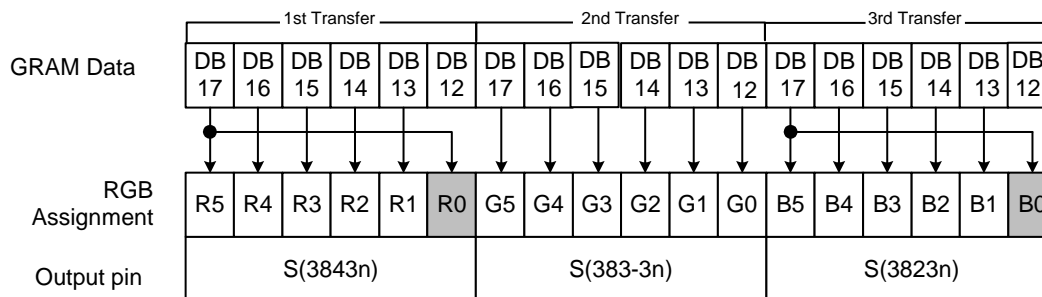 1st Transfer 2nd Transfer 3rd Transfer
GRAM Data DB 17 DB 16 DB 15 DB 14 DB 13 DB 12 DB 17 DB 16 DB 15 DB 14 DB 13 DB 12 DB 17 DB 16 DB 15 DB 14 DB 13 DB 12
RGB Assignment R5 R4 R3 R2 R1 R0 G5 G4 G3 G2 G1 G0 B5 B4 B3 B2 B1 B0
Output pin S(3843n) S(383-3n) S(3823n)